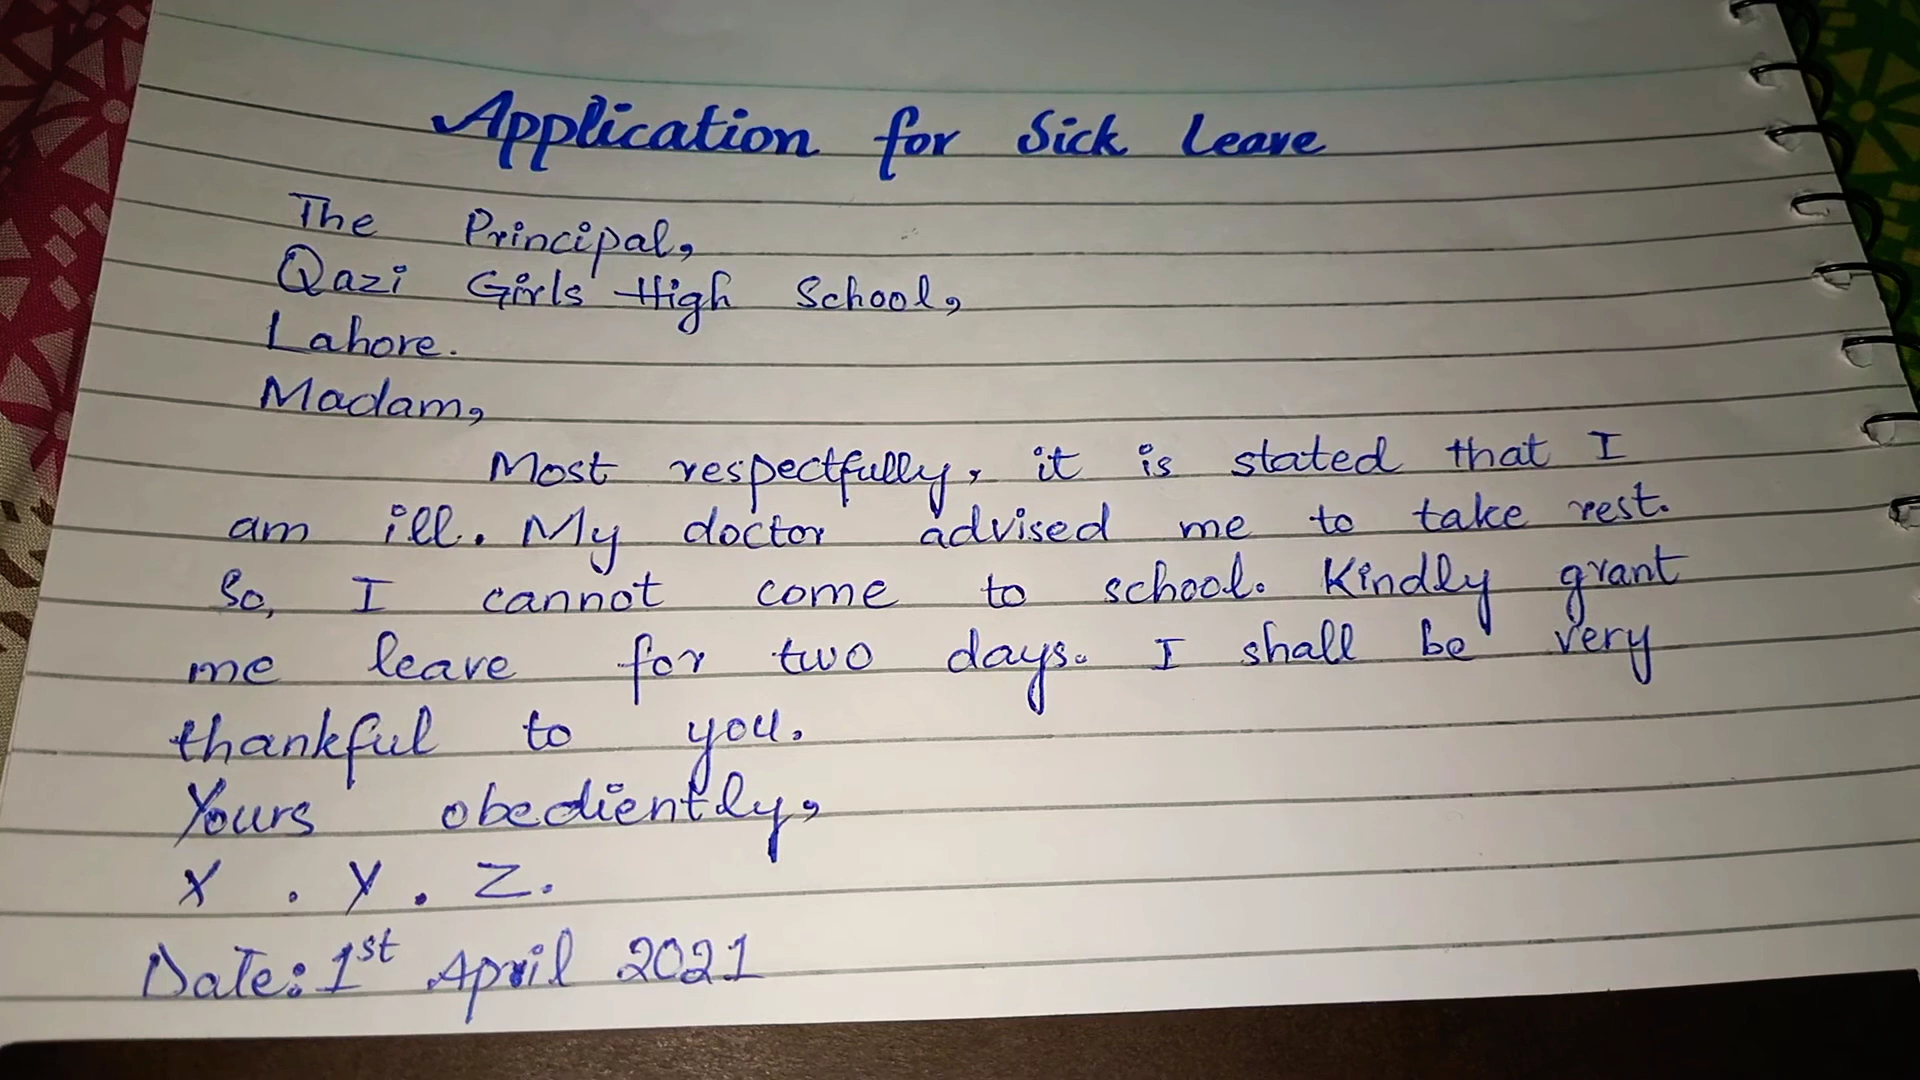 Application for Sick Leave
The Principal,
Qazi Girls' High School,
Lahore.
Madam,
Most respectfully, it is stated that I
am ill. My doctor advised me to take rest.
So, I cannot come to school. Kindly grant
me leave for two days. I shall be very
thankful to you.
Yours obediently,
X . Y . Z.
Date: 1st April 2021